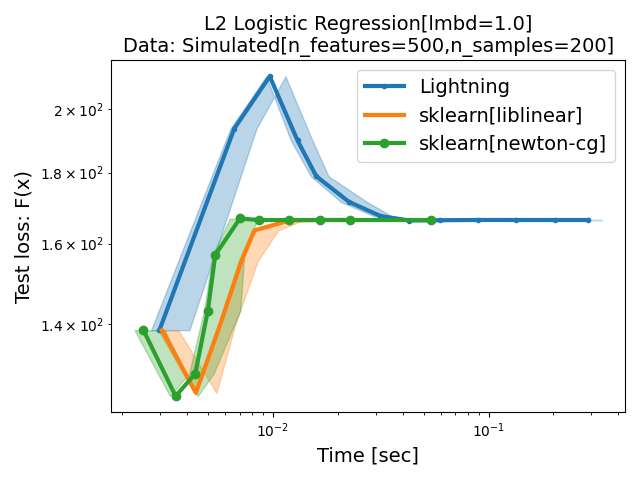 L2 Logistic Regression[lmbd=1.0]
Data: Simulated[n_features=500,n_samples=200]
Lightning
sklearn[liblinear]
sklearn[newton-cg]
Test loss: F(x)
2 × 10²
1.8 × 10²
1.6 × 10²
1.4 × 10²
10⁻²
10⁻¹
Time [sec]